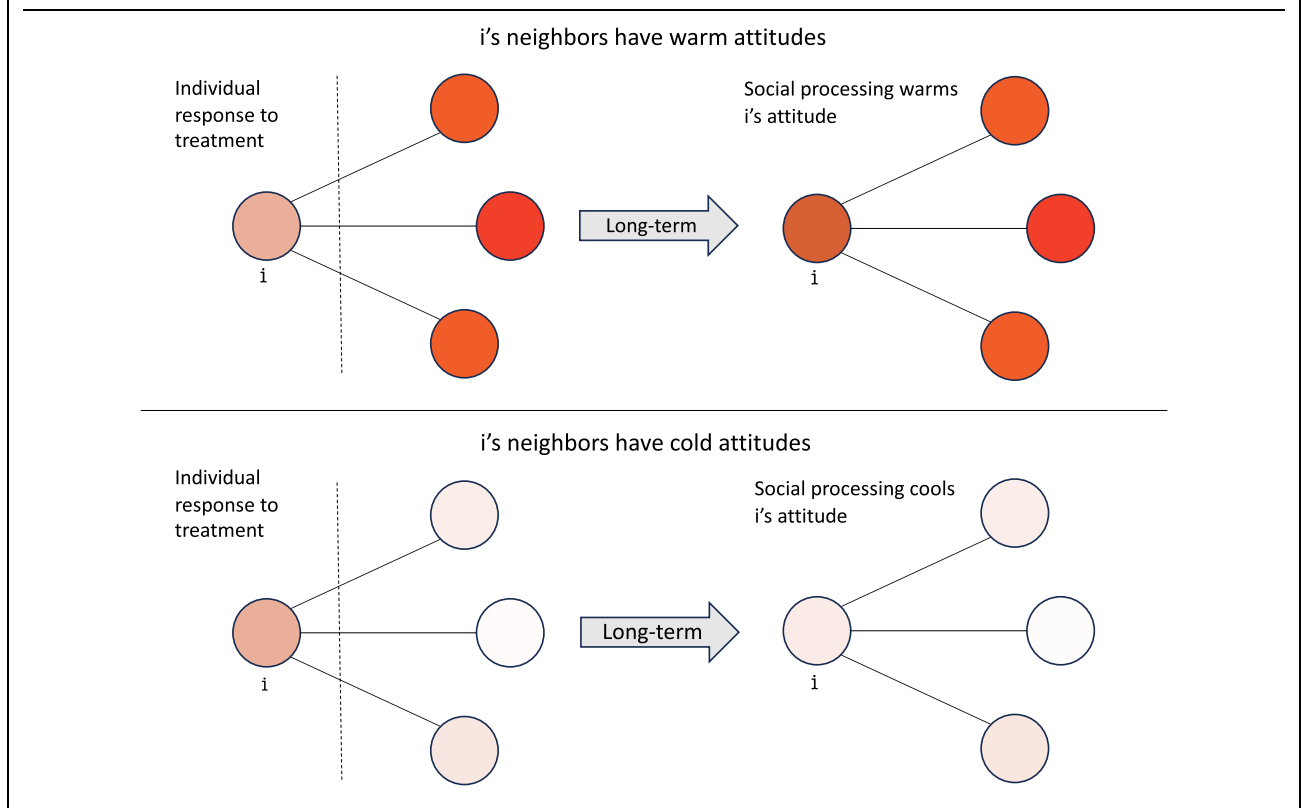 i’s neighbors have warm attitudes
Individual
response to
treatment
Social processing warms
i’s attitude
Long-term
i
i
i’s neighbors have cold attitudes
Individual
response to
treatment
Social processing cools
i’s attitude
Long-term
i
i